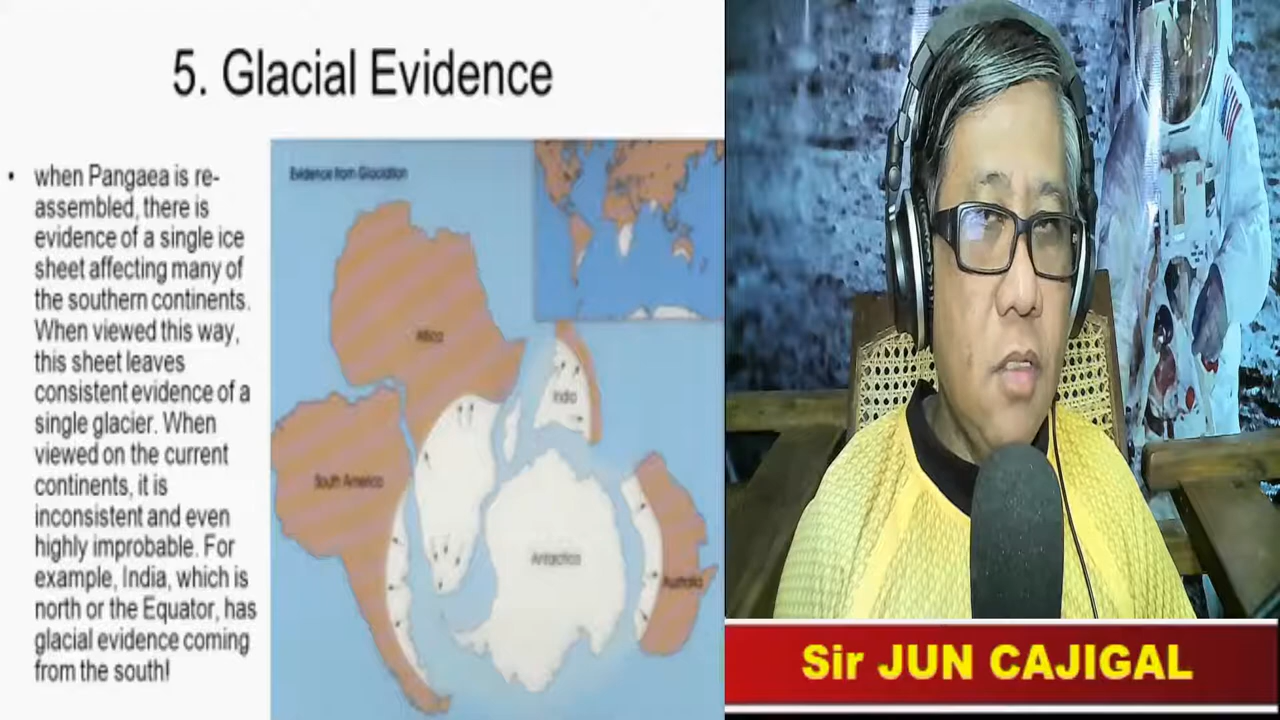 5. Glacial Evidence
• when Pangaea is re-
assembled, there is
evidence of a single ice
sheet affecting many of
the southern continents.
When viewed this way,
this sheet leaves
consistent evidence of a
single glacier. When
viewed on the current
continents, it is
inconsistent and even
highly improbable. For
example, India, which is
north or the Equator, has
glacial evidence coming
from the south!
Evidence from Glaciation
Africa
India
South America
Antarctica
Australia
Sir JUN CAJIGAL